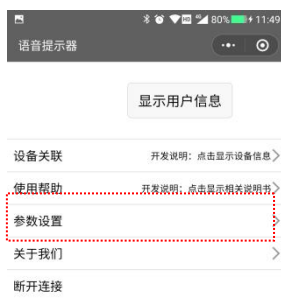 80% 11:49
语音提示器
显示用户信息
设备关联 开发说明：点击显示设备信息
使用帮助 开发说明：点击显示相关说明书
参数设置
关于我们
断开连接